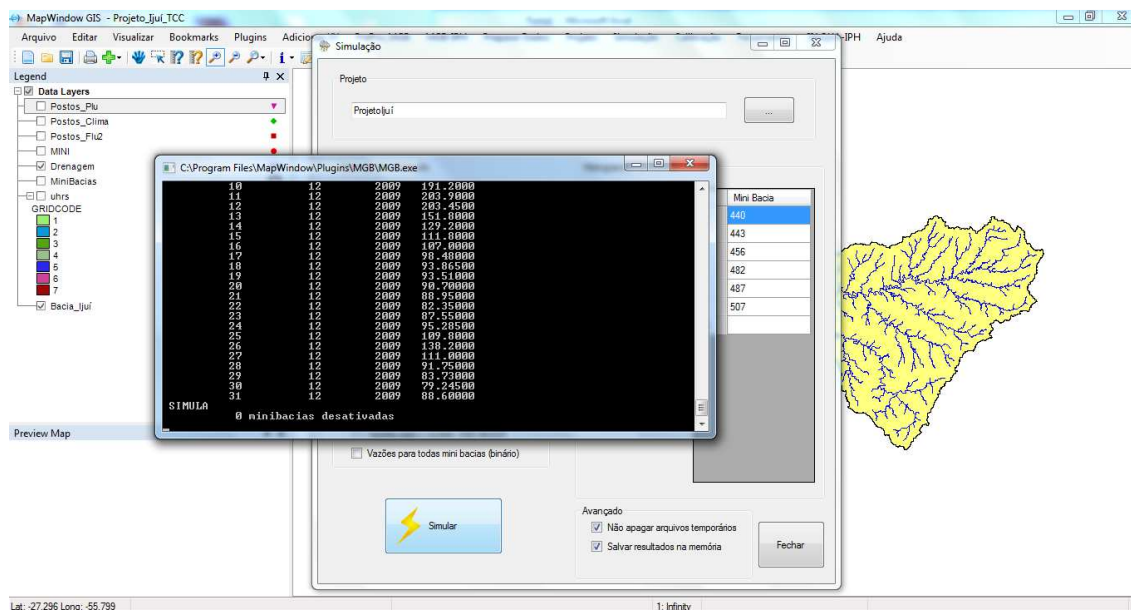 MapWindow GIS - Projeto_Ijuí_TCC
Arquivo Editar Visualizar Bookmarks Plugins -IPH Ajuda
Legend
Data Layers
Postos_Plu
Postos_Clima
Postos_Flu2
MINI
Drenagem
MiniBacias
uhrs
GRIDCODE
1
2
3
4
5
6
7
Bacia_Ijuí
Preview Map
Simulação
Projeto
ProjetoIjuí
...
C:\Program Files\MapWindow\Plugins\MGB\MGB.exe
10 12 2009 191.2000
11 12 2009 203.9000
12 12 2009 203.4500
13 12 2009 151.8000
14 12 2009 129.2000
15 12 2009 111.8000
16 12 2009 107.0000
17 12 2009 98.48000
18 12 2009 93.86500
19 12 2009 93.51000
20 12 2009 90.70000
21 12 2009 88.95000
22 12 2009 82.35000
23 12 2009 87.55000
24 12 2009 95.28500
25 12 2009 109.8000
26 12 2009 138.2000
27 12 2009 111.0000
28 12 2009 91.75000
29 12 2009 83.73000
30 12 2009 79.24500
31 12 2009 88.60000
SIMULA
0 minibacias desativadas
Mini Bacia
440
443
456
482
487
507
Vazões para todas mini bacias (binário)
Simular
Avançado
Não apagar arquivos temporários
Salvar resultados na memória
Fechar
Lat: -27.296 Long: -55.799
1: Infinity